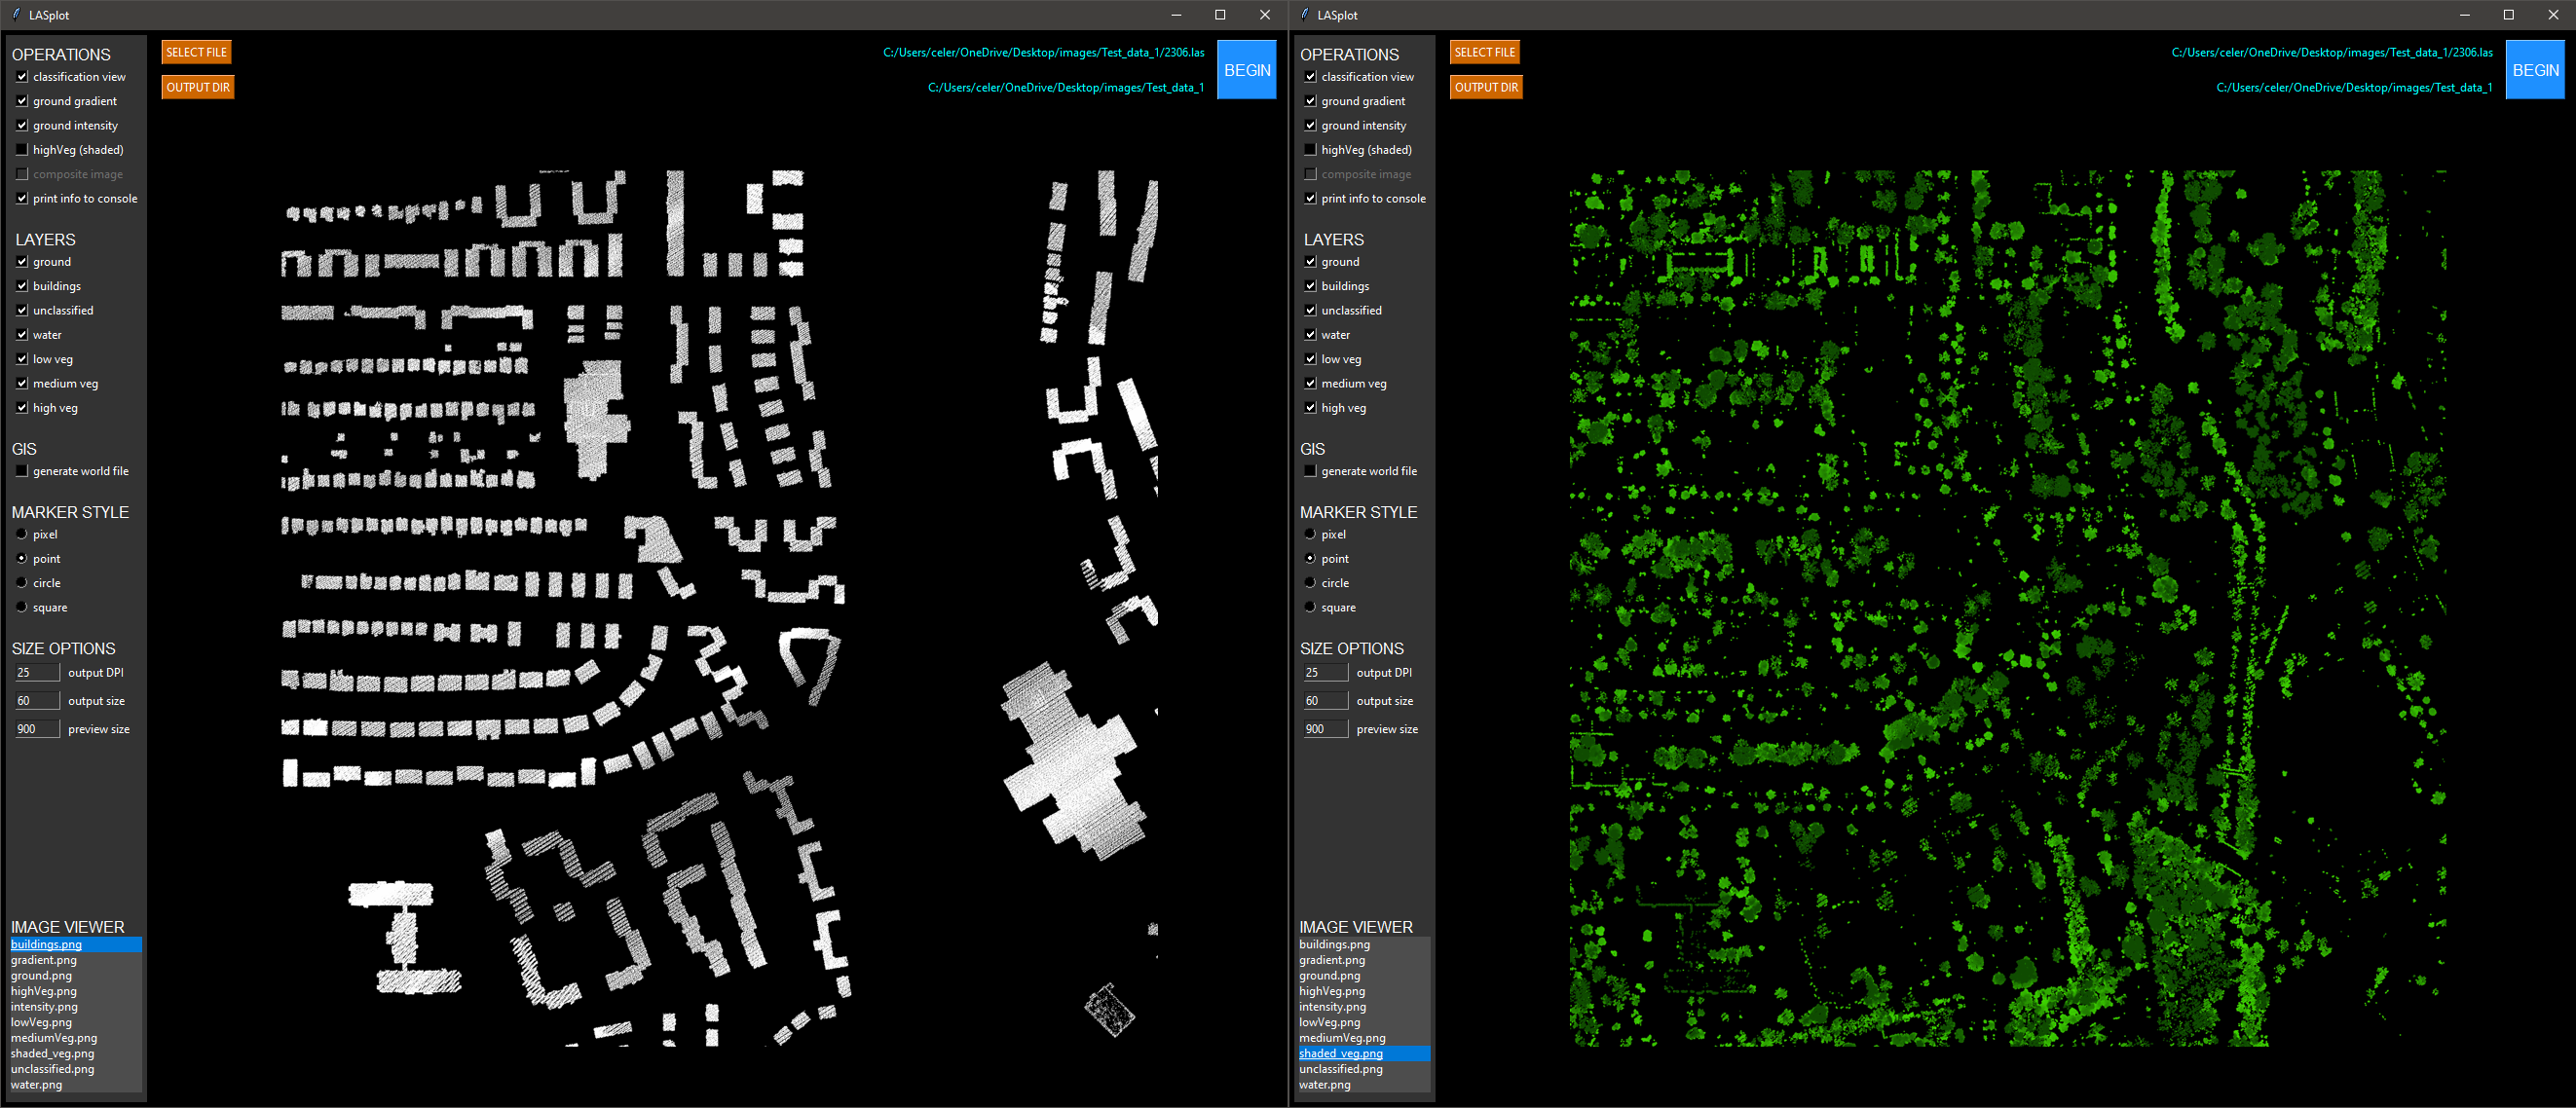 LASplot
OPERATIONS
classification view
ground gradient
ground intensity
highVeg (shaded)
composite image
print info to console
LAYERS
ground
buildings
unclassified
water
low veg
medium veg
high veg
GIS
generate world file
MARKER STYLE
pixel
point
circle
square
SIZE OPTIONS
25 output DPI
60 output size
900 preview size
IMAGE VIEWER
buildings.png
gradient.png
ground.png
highVeg.png
intensity.png
lowVeg.png
mediumVeg.png
shaded_veg.png
unclassified.png
water.png
SELECT FILE
C:/Users/celer/OneDrive/Desktop/images/Test_data_1/2306.las
OUTPUT DIR
C:/Users/celer/OneDrive/Desktop/images/Test_data_1
BEGIN
LASplot
OPERATIONS
classification view
ground gradient
ground intensity
highVeg (shaded)
composite image
print info to console
LAYERS
ground
buildings
unclassified
water
low veg
medium veg
high veg
GIS
generate world file
MARKER STYLE
pixel
point
circle
square
SIZE OPTIONS
25 output DPI
60 output size
900 preview size
IMAGE VIEWER
buildings.png
gradient.png
ground.png
highVeg.png
intensity.png
lowVeg.png
mediumVeg.png
shaded_veg.png
unclassified.png
water.png
SELECT FILE
C:/Users/celer/OneDrive/Desktop/images/Test_data_1/2306.las
OUTPUT DIR
C:/Users/celer/OneDrive/Desktop/images/Test_data_1
BEGIN